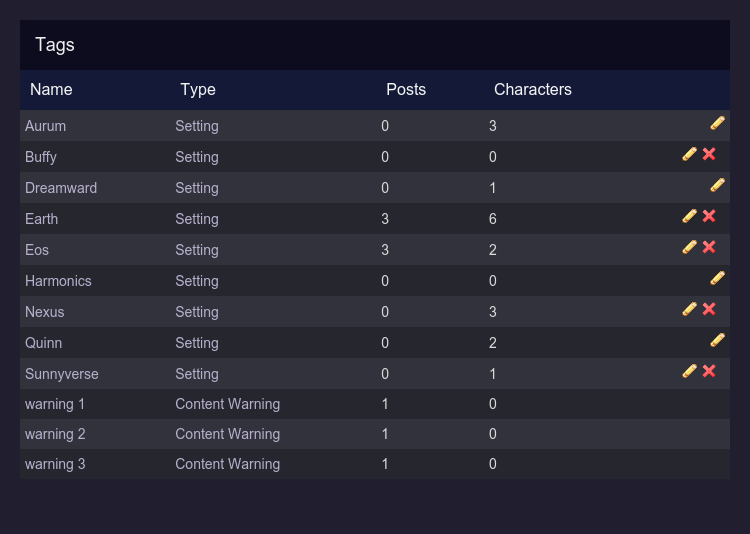 Tags
Name Type Posts Characters
Aurum Setting 0 3
Buffy Setting 0 0
Dreamward Setting 0 1
Earth Setting 3 6
Eos Setting 3 2
Harmonics Setting 0 0
Nexus Setting 0 3
Quinn Setting 0 2
Sunnyverse Setting 0 1
warning 1 Content Warning 1 0
warning 2 Content Warning 1 0
warning 3 Content Warning 1 0